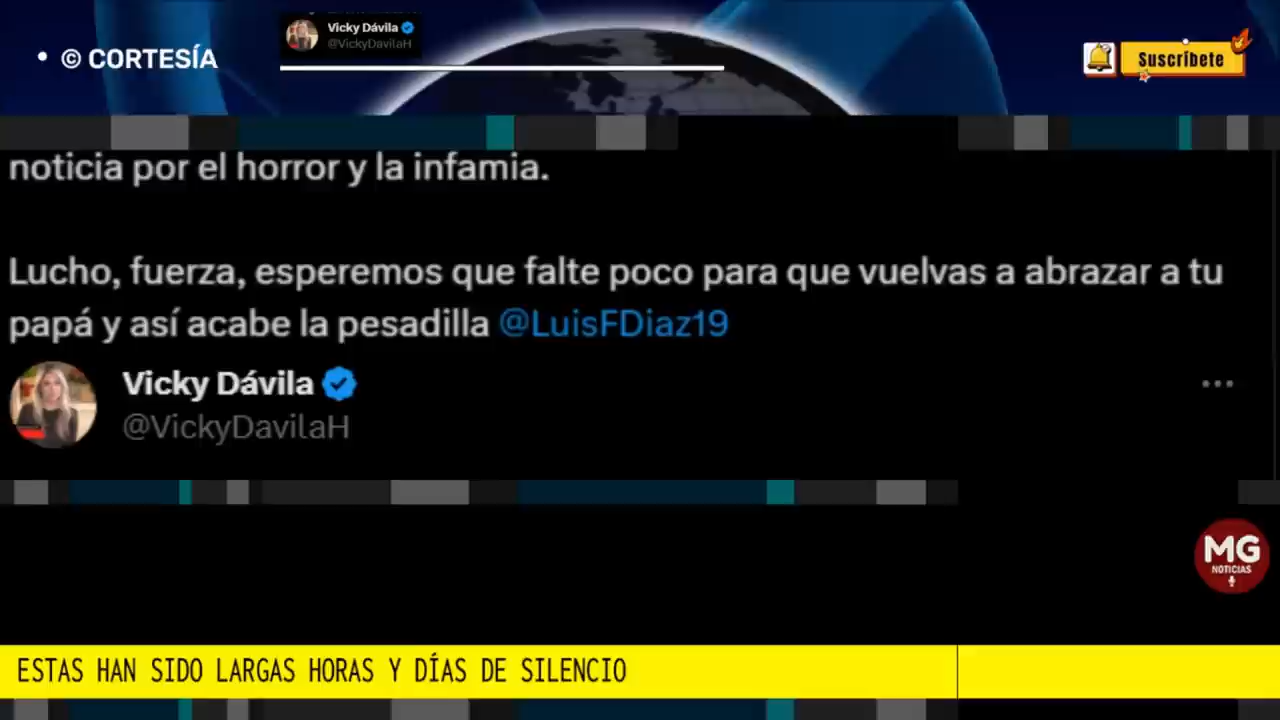 • © CORTESÍA
Vicky Dávila
@VickyDavilaH
Suscríbete
noticia por el horror y la infamia.
Lucho, fuerza, esperemos que falte poco para que vuelvas a abrazar a tu
papá y así acabe la pesadilla @LuisFDiaz19
Vicky Dávila
@VickyDavilaH
MG
NOTICIAS
ESTAS HAN SIDO LARGAS HORAS Y DÍAS DE SILENCIO